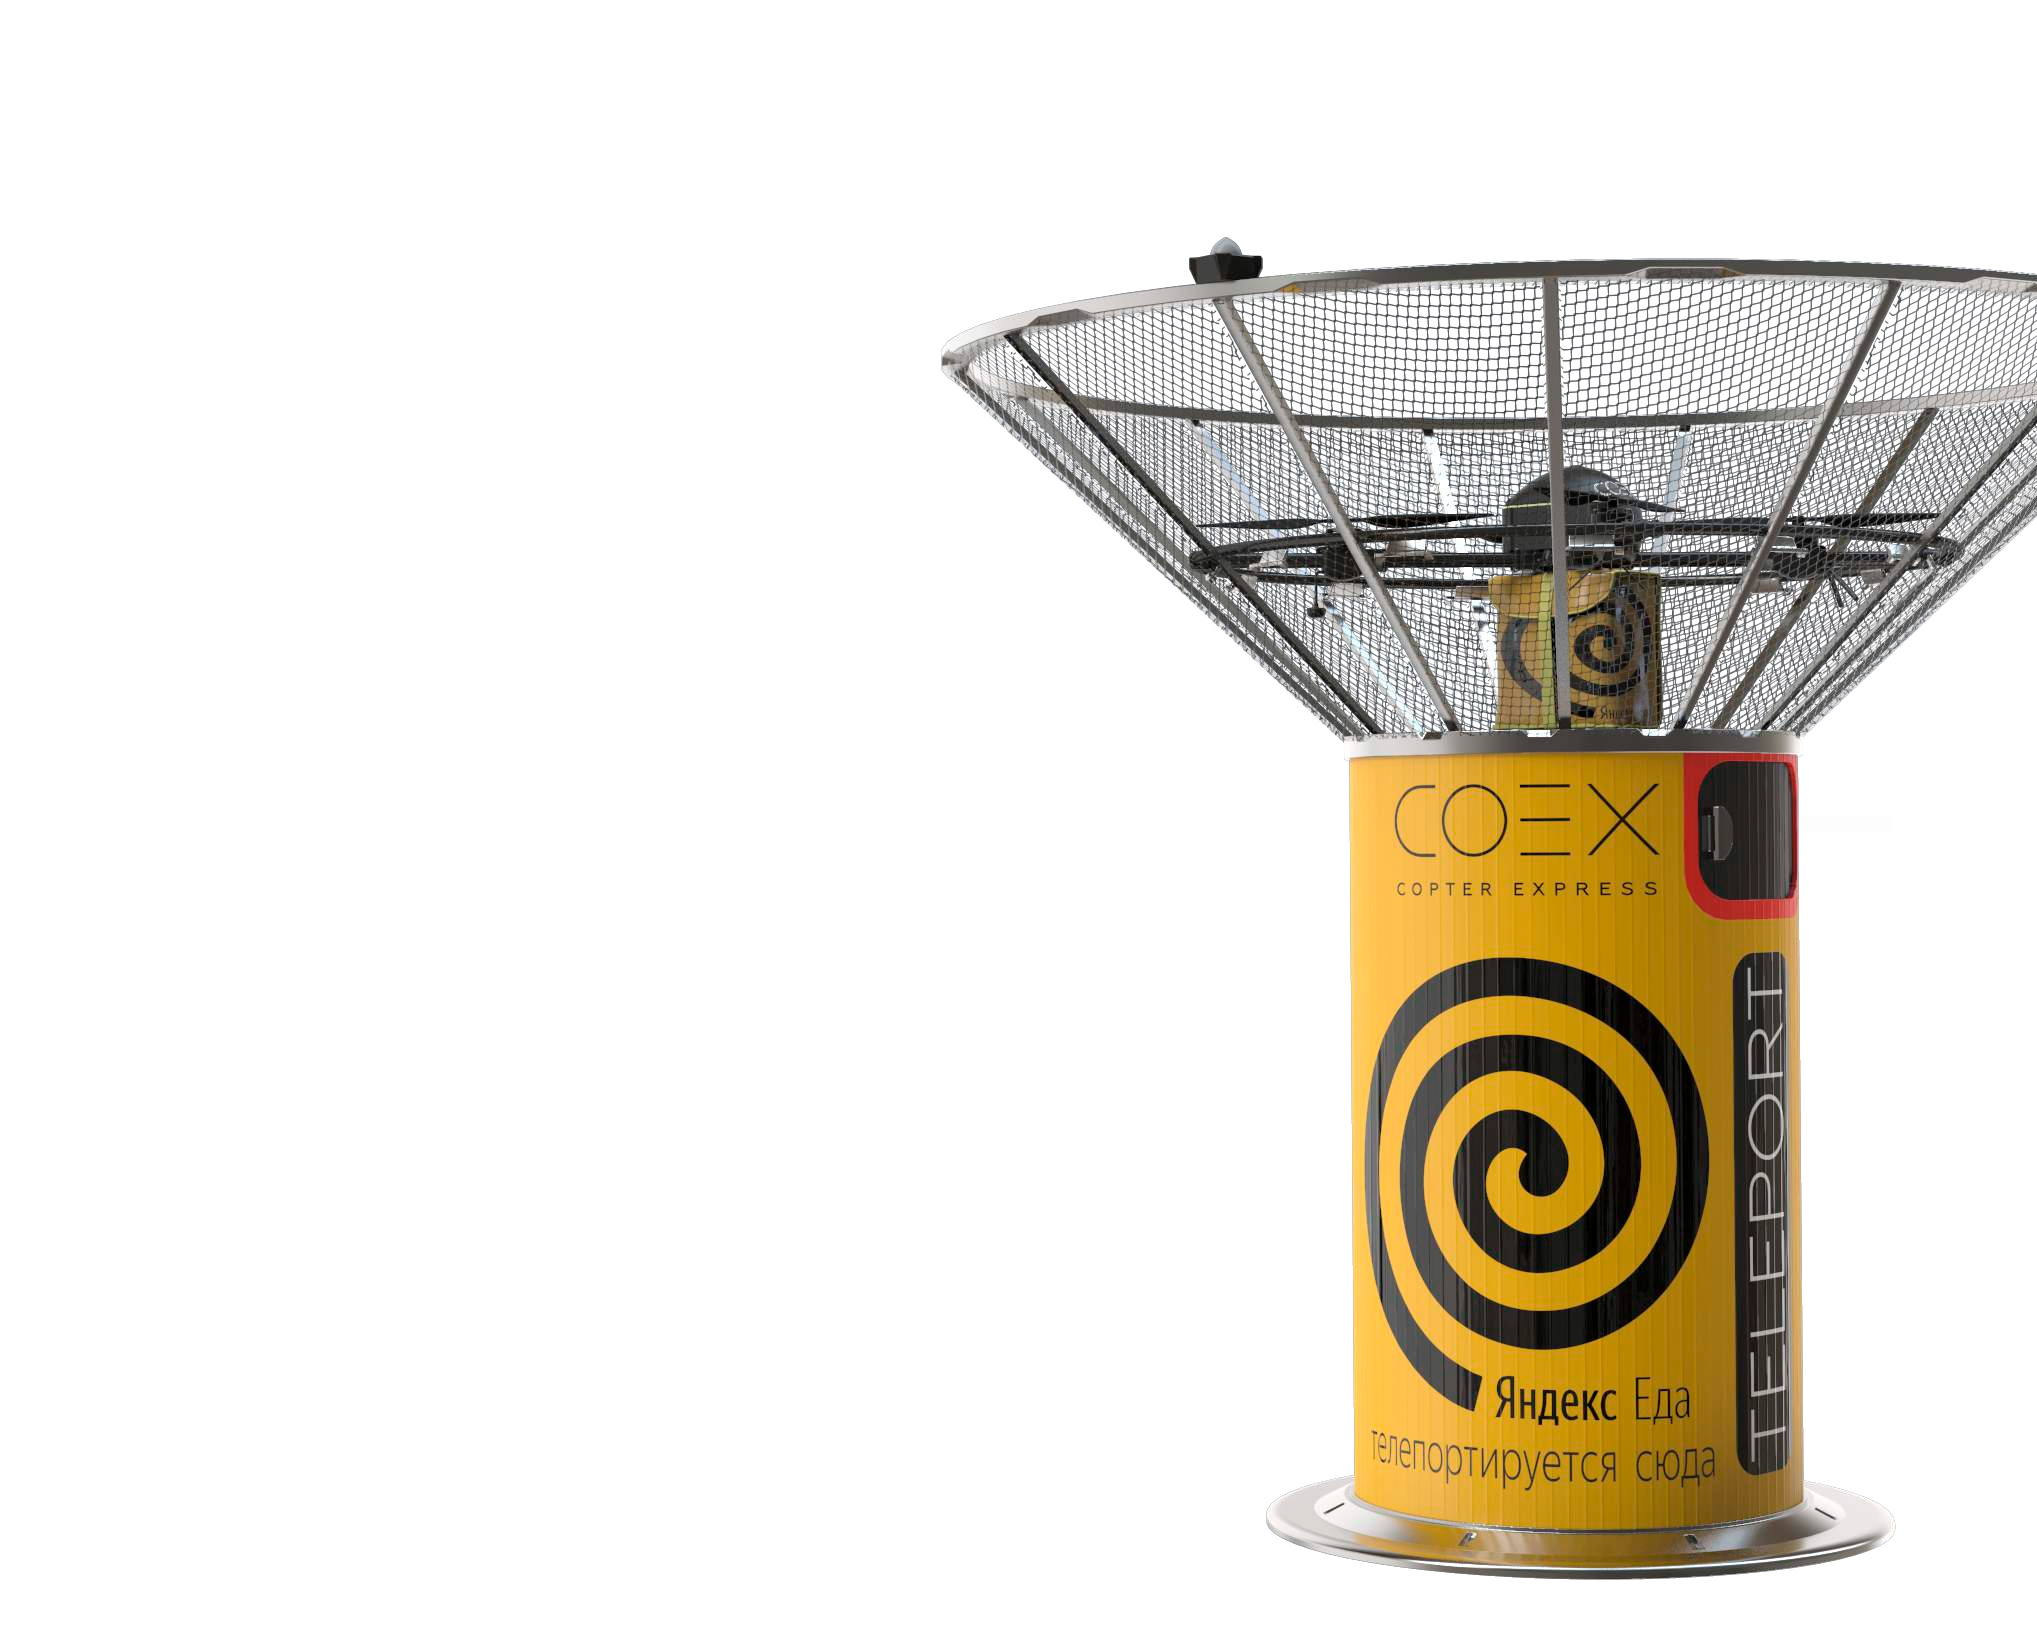 COEX
COPTER EXPRESS
TELEPORT
Яндекс Еда
телепортируется сюда